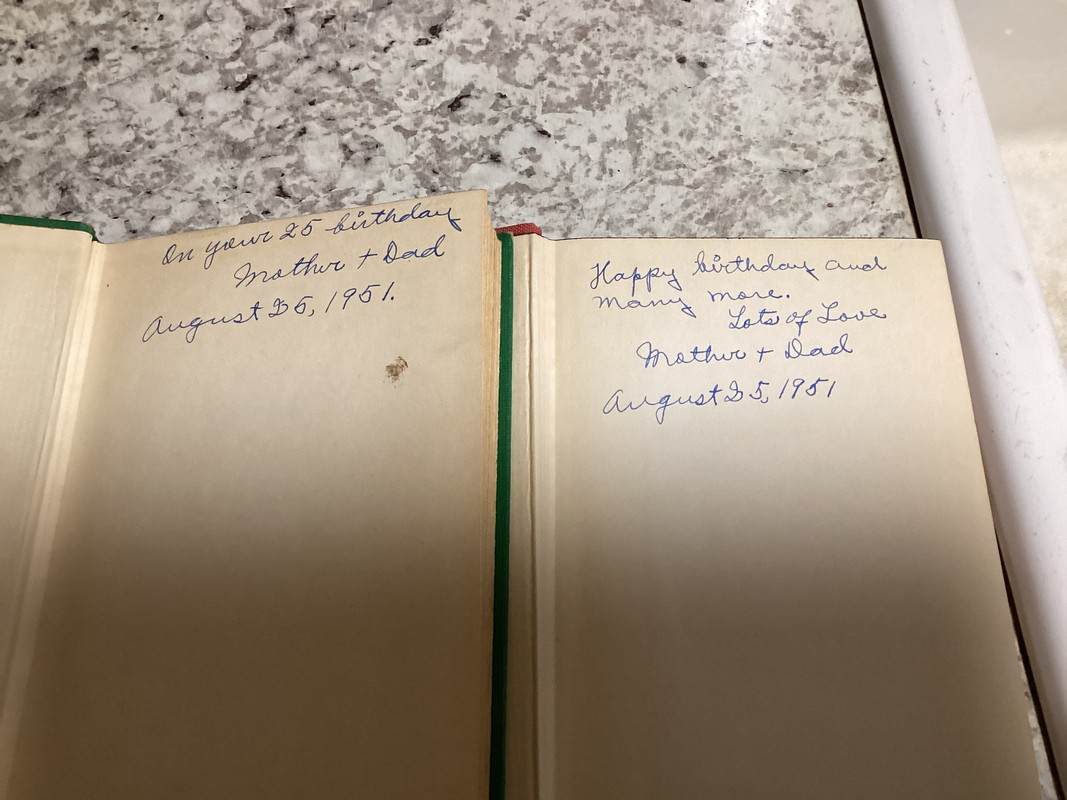 On your 25 birthday
Mother + Dad
August 25, 1951.
Happy birthday and
many more.
Lots of Love
Mother + Dad
August 25, 1951